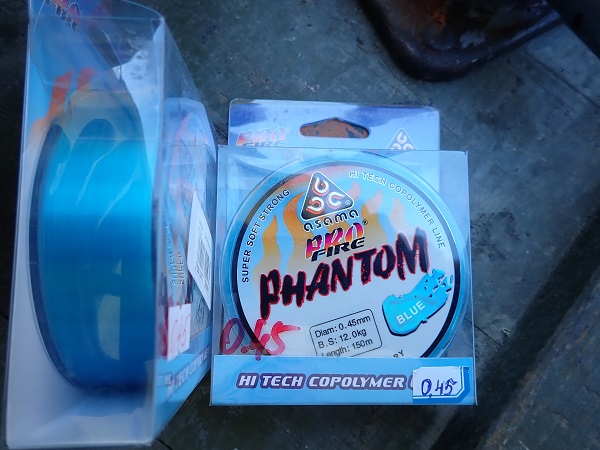 SUPER SOFT STRONG
HI TECH COPOLYMER LINE
asama
PRO
FIRE
PHANTOM
BLUE
Diam: 0.45mm
B.S: 12.0kg
Length: 150m
0.45
HI TECH COPOLYMER
0,45